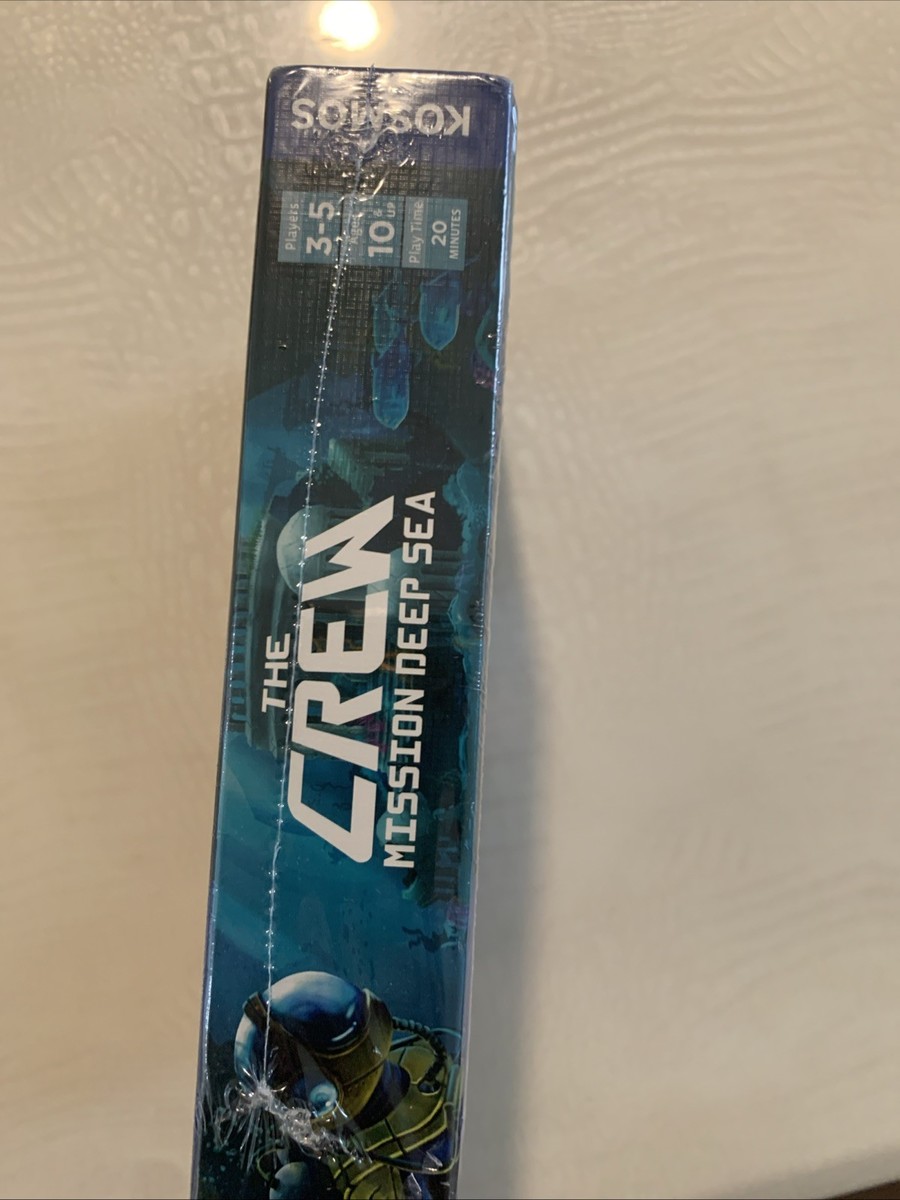 KOSMOS
Players
3-5
Ages
10 & UP
Play Time
20
MINUTES
THE
CREW
MISSION DEEP SEA